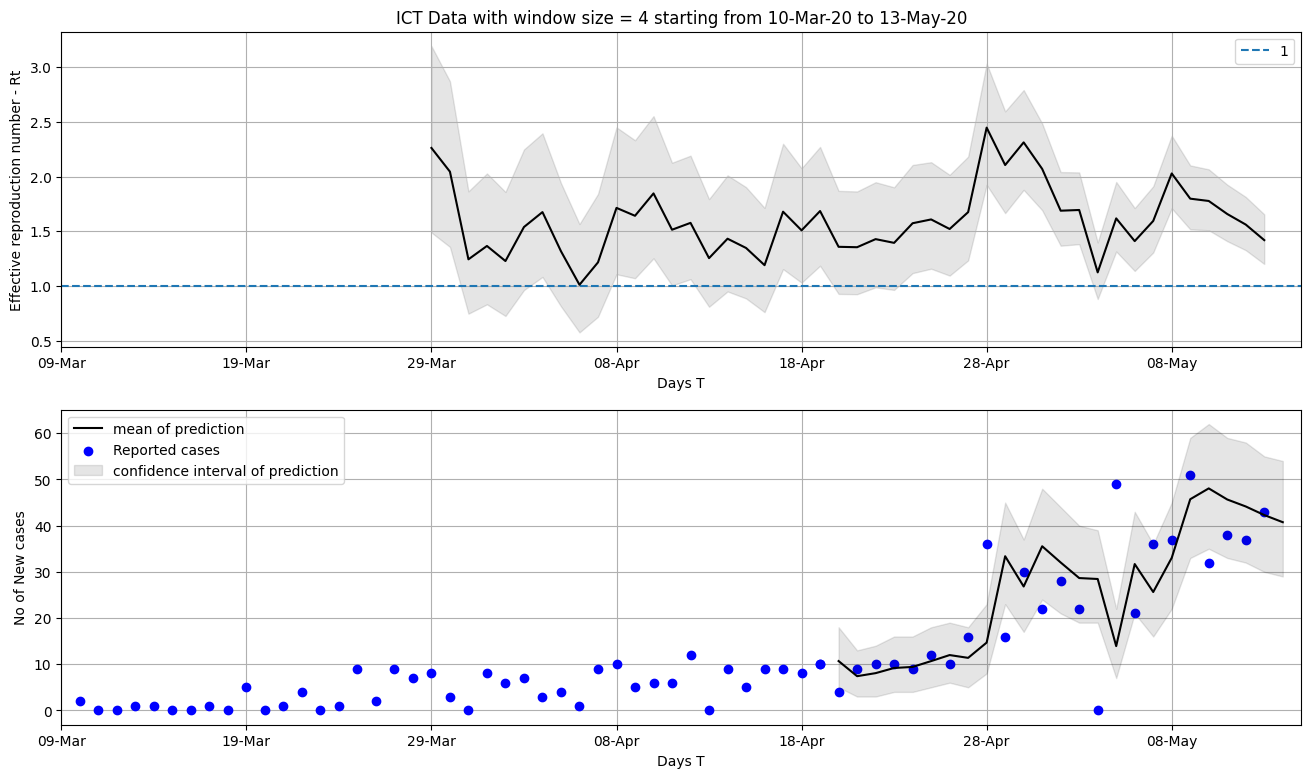 ICT Data with window size = 4 starting from 10-Mar-20 to 13-May-20
1
Effective reproduction number - Rt
3.0
2.5
2.0
1.5
1.0
0.5
09-Mar 19-Mar 29-Mar 08-Apr 18-Apr 28-Apr 08-May
Days T
mean of prediction
Reported cases
confidence interval of prediction
No of New cases
60
50
40
30
20
10
0
09-Mar 19-Mar 29-Mar 08-Apr 18-Apr 28-Apr 08-May
Days T